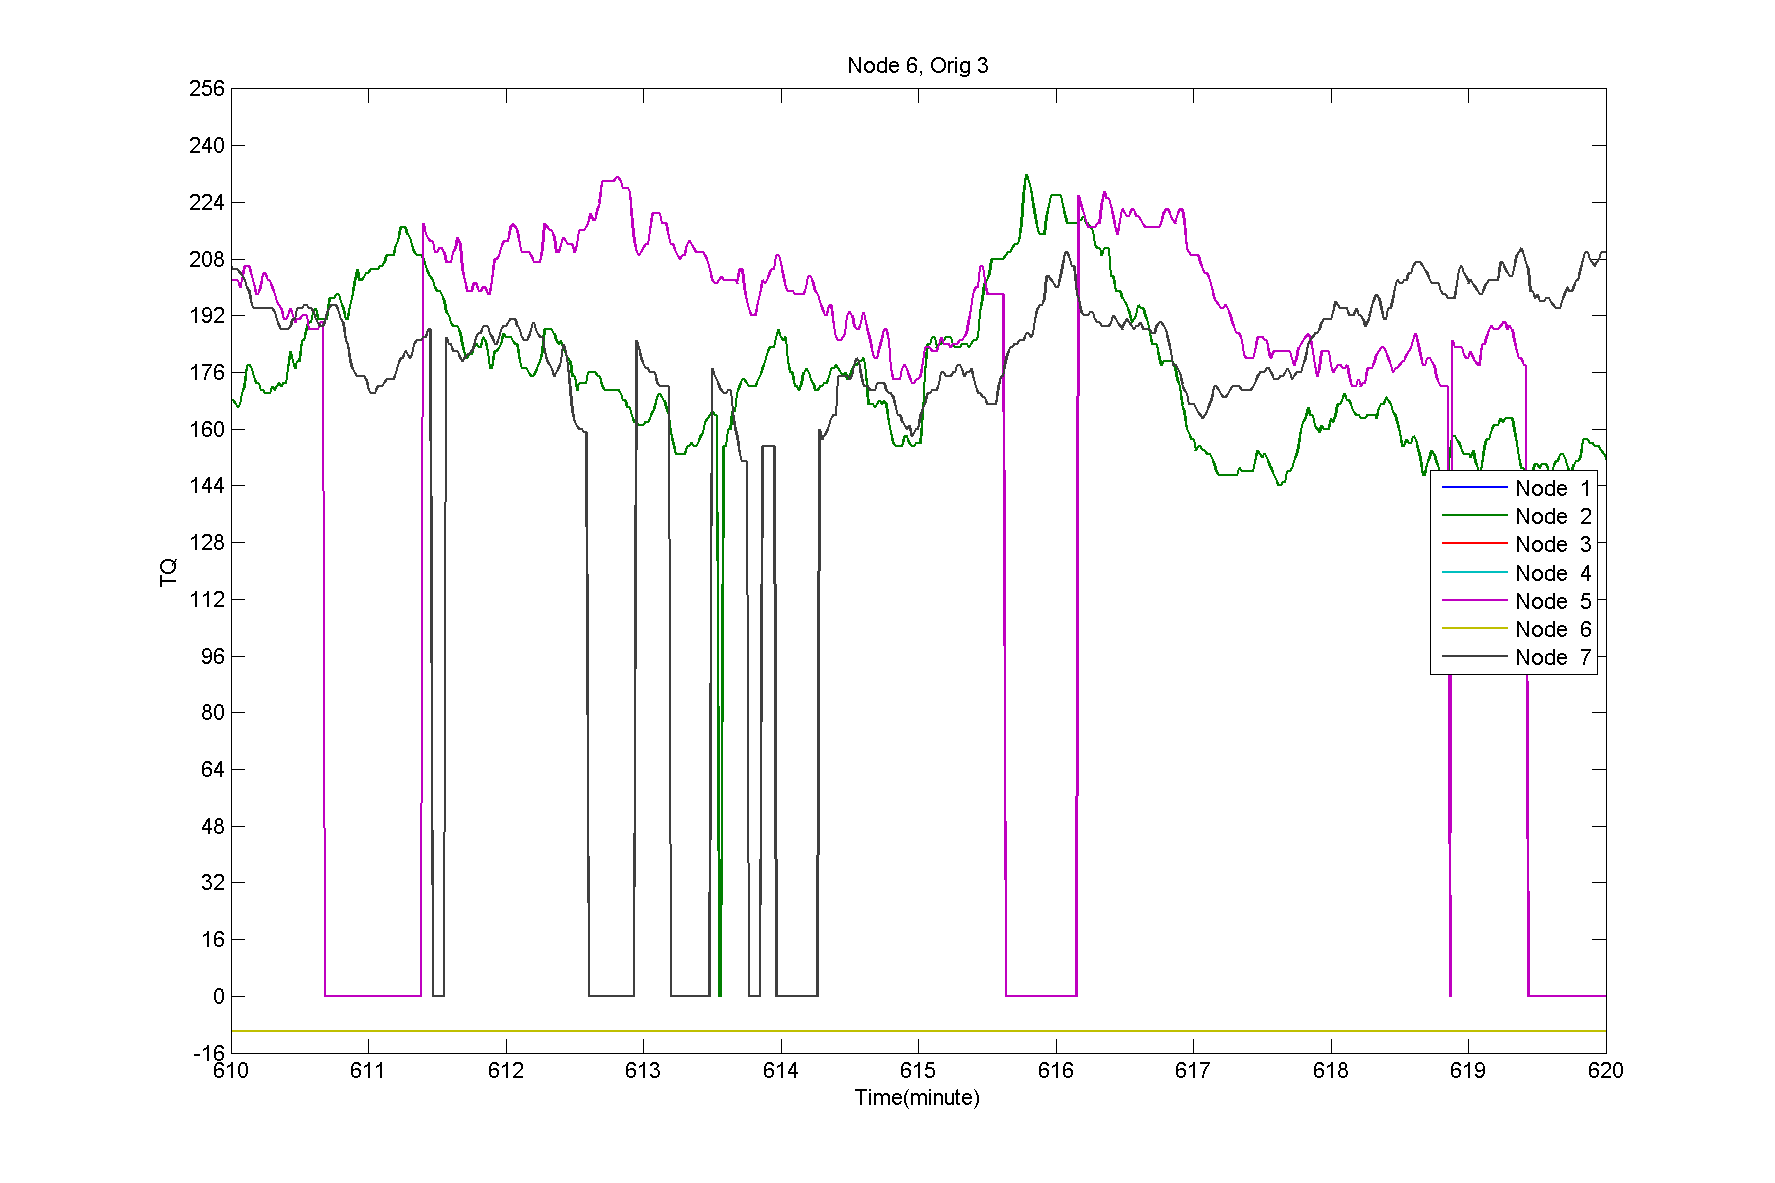 Node 6, Orig 3
256
240
224
208
192
176
160
144
128
112
96
80
64
48
32
16
0
-16
TQ
610 611 612 613 614 615 616 617 618 619 620
Time(minute)
Node 1
Node 2
Node 3
Node 4
Node 5
Node 6
Node 7